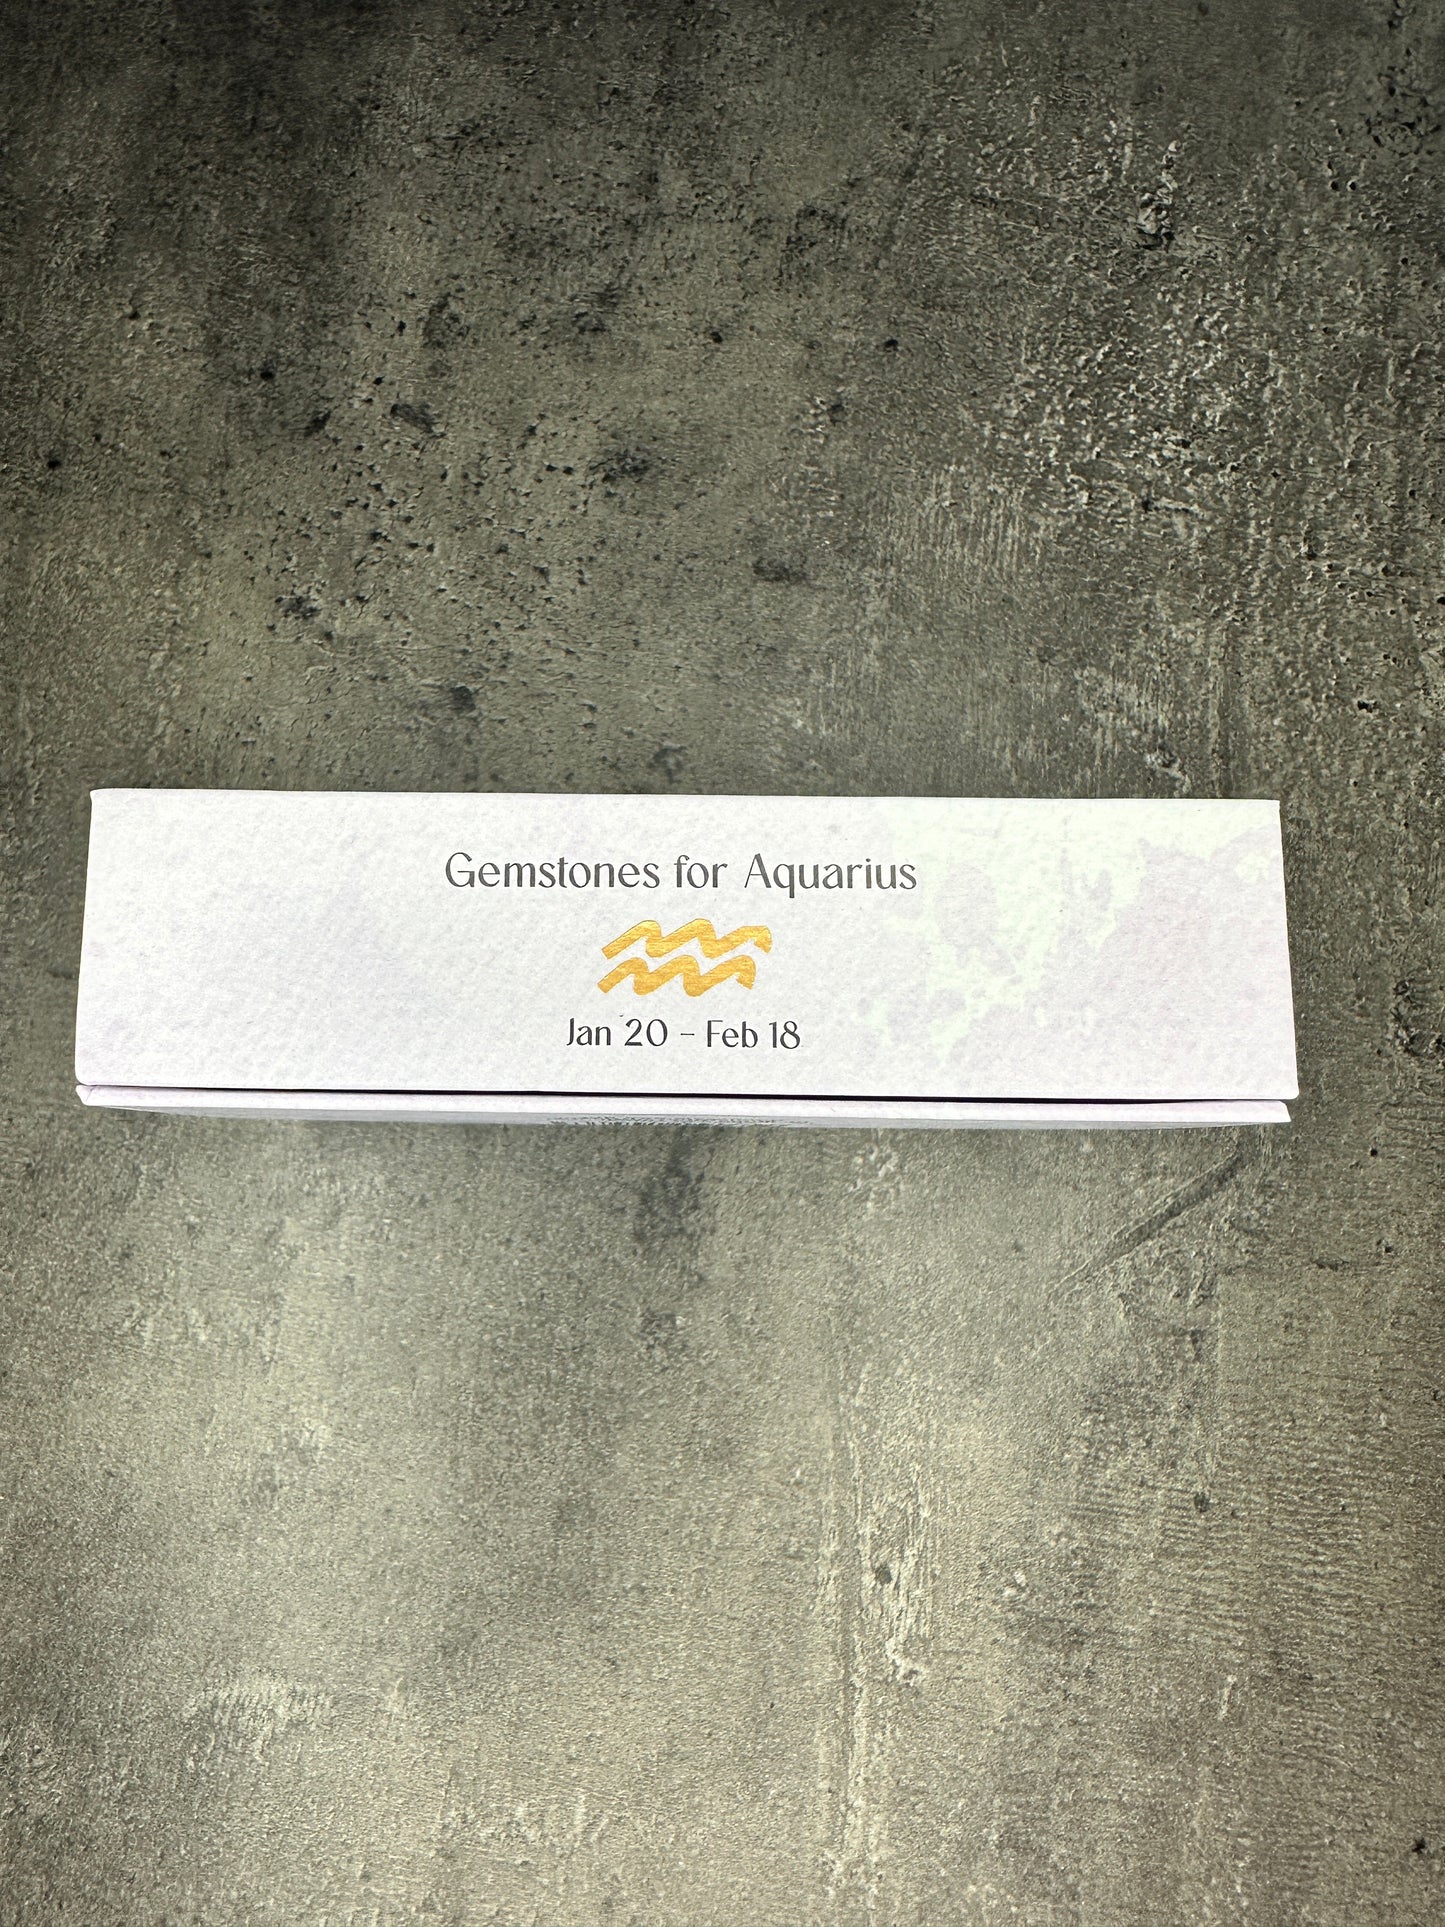 Gemstones for Aquarius
Jan 20 – Feb 18